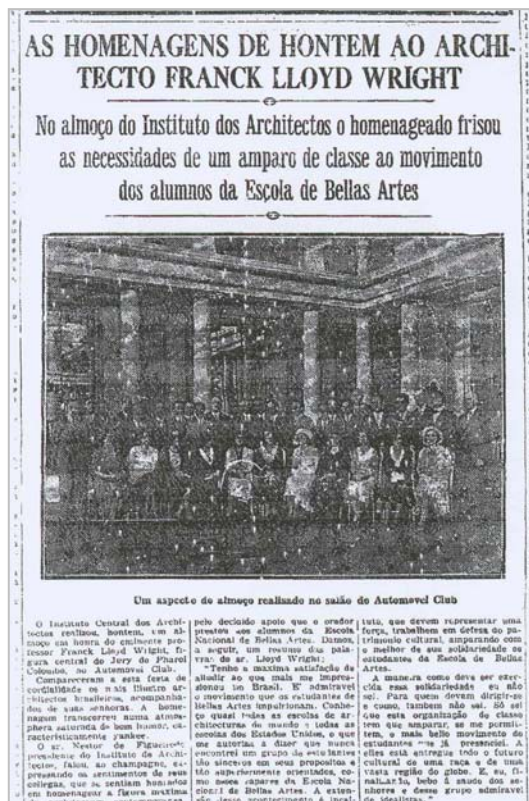 AS HOMENAGENS DE HONTEM AO ARCHI-
TECTO FRANCK LLOYD WRIGHT
No almoço do Instituto dos Architectos o homenageado frisou
as necessidades de um amparo de classe ao movimento
dos alumnos da Escola de Bellas Artes
Um aspecto do almoço realizado no salão do Automovel Club
O Instituto Central dos Archi-
tectos realizou, hontem, um al-
moço em honra do eminente pro-
fessor Franck Lloyd Wright, fi-
gura central do Jury do Pharol
Colombo, no Automovel Club.
Compareceram a esta festa de
cordialidade os mais illustres ar-
chitectos brasileiros, acompanha-
dos de suas senhoras. A home-
nagem transcorreu numa atmos-
phera saturada de bom humor, ca-
racteristicamente yankee.
O sr. Nestor de Figueiredo
presidente do Instituto de Archi-
tectos, falou, ao champagne, ex-
pressando os sentimentos de seus
collegas, que se sentiam honrados
em homenagear a figura maxima
pelo decidido apoio que o orador
prestou aos alumnos da Escola
Nacional de Bellas Artes. Damos,
a seguir, um resumo das pala-
vras do sr. Lloyd Wright:
"Tenho a maxima satisfação de
alludir ao que mais me impres-
sionou no Brasil. E' admiravel
o movimento que os estudantes de
Bellas Artes impulsionam. Conhe-
ço quasi todas as escolas de ar-
chitectura do mundo e todas as
escolas dos Estados Unidos, o que
me autoriza a dizer que nunca
encontrei um grupo de estudantes
tão sinceros em seus propositos e
tão superiormente orientados, co-
mo esses rapazes da Escola Na-
cional de Bellas Artes. A exten-
são desse acontecimento é incal-
tuto, que devem representar uma
força, trabalhem em defesa do pa-
trimonio cultural, amparando com
o melhor de sua solidariedade os
estudantes da Escola de Bellas
Artes.
A maneira como deve ser exer-
cida essa solidariedade eu não
sei. Para quem devam dirigir-se
e como, tambem não sei. Só sei
que esta organização de classe
tem que amparar, se me permit-
tem, o mais bello movimento de
estudantes que já presenciei. A
elles está entregue todo o futuro
cultural de uma raça e de uma
vasta região do globo. E, eu, fi-
nalizando, bebo á saude dos se-
nhores e desse grupo admiravel
de idealistas."